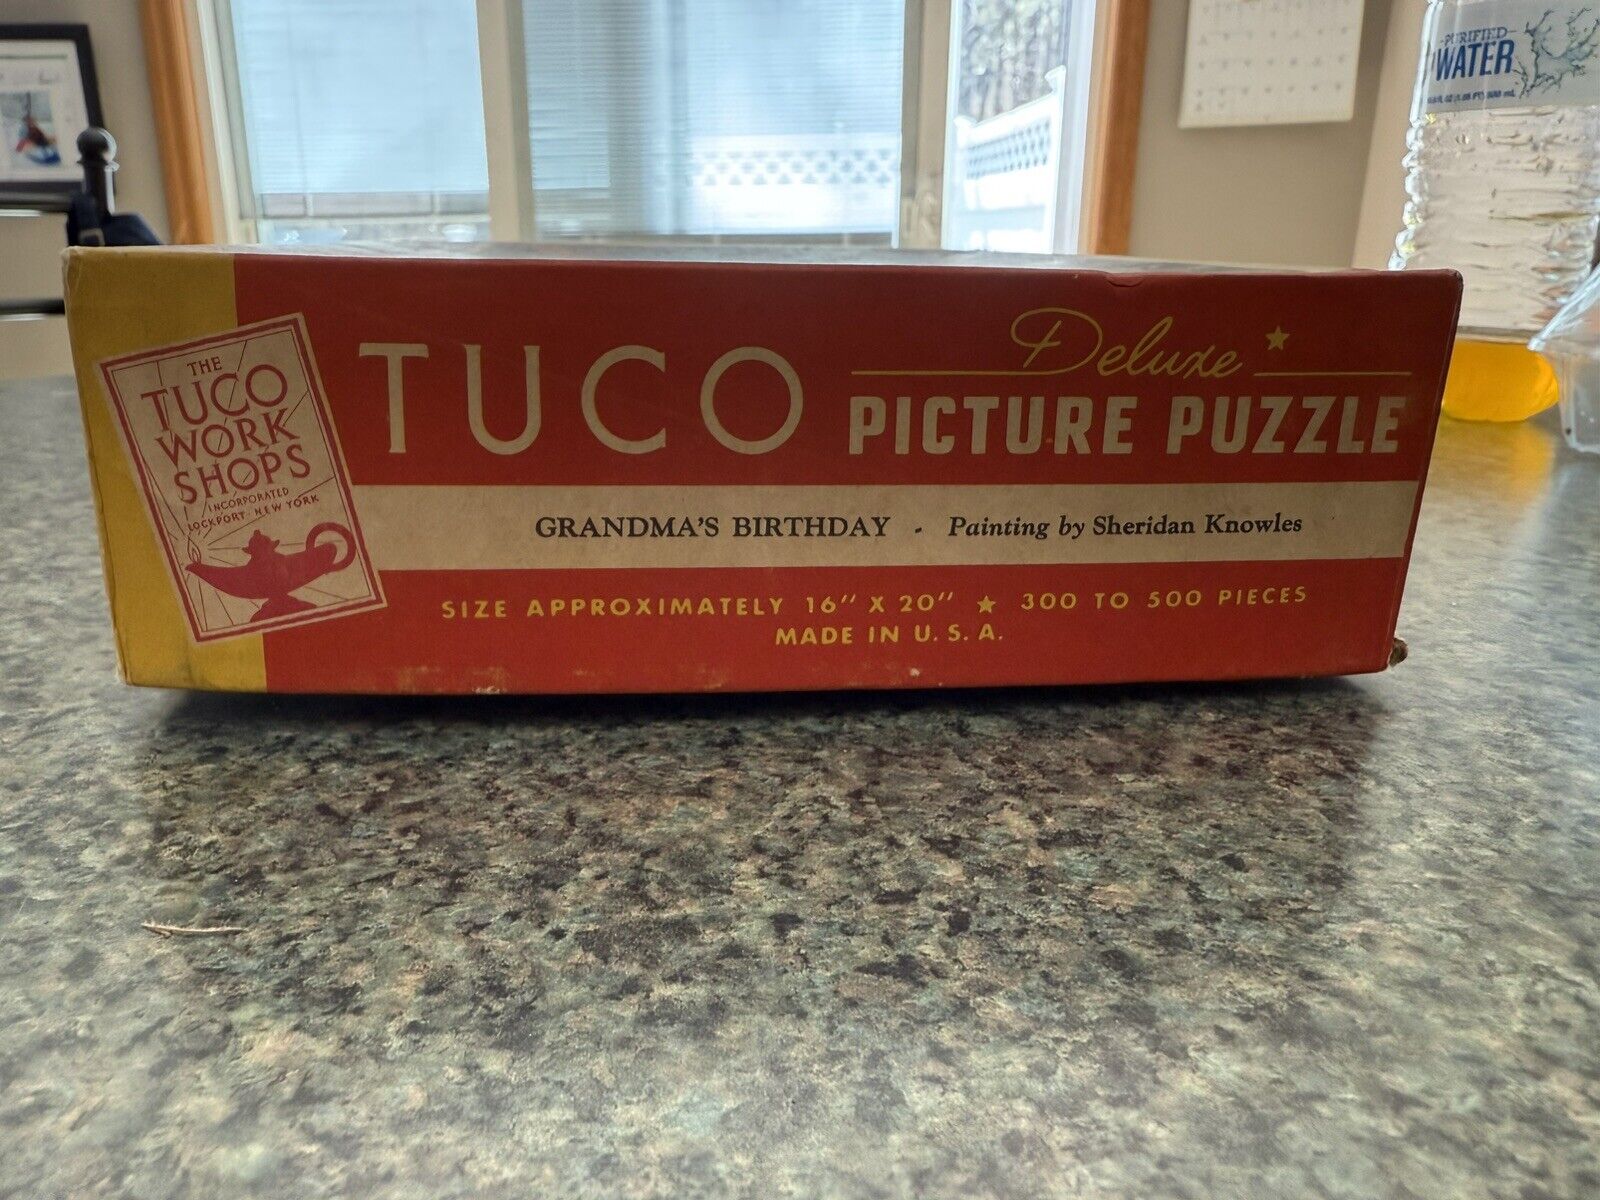 THE
TUCO
WORK
SHOPS
INCORPORATED
LOCKPORT · NEW YORK
TUCO
Deluxe
PICTURE PUZZLE
GRANDMA'S BIRTHDAY - Painting by Sheridan Knowles
SIZE APPROXIMATELY 16" X 20" ★ 300 TO 500 PIECES
MADE IN U. S. A.
PURIFIED
WATER